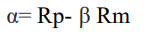 α= Rp- β Rm